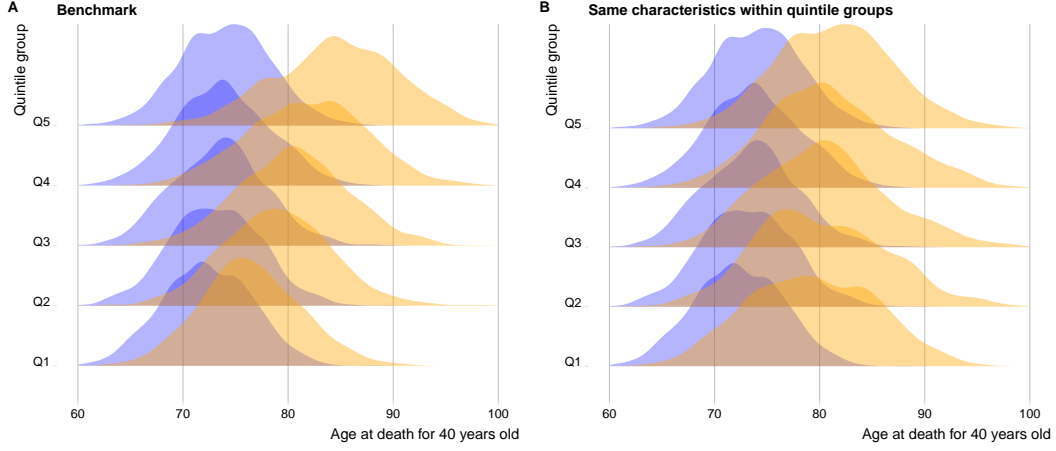 A Benchmark
Quintile group
Q5
Q4
Q3
Q2
Q1
60 70 80 90 100
Age at death for 40 years old
B Same characteristics within quintile groups
Quintile group
Q5
Q4
Q3
Q2
Q1
60 70 80 90 100
Age at death for 40 years old